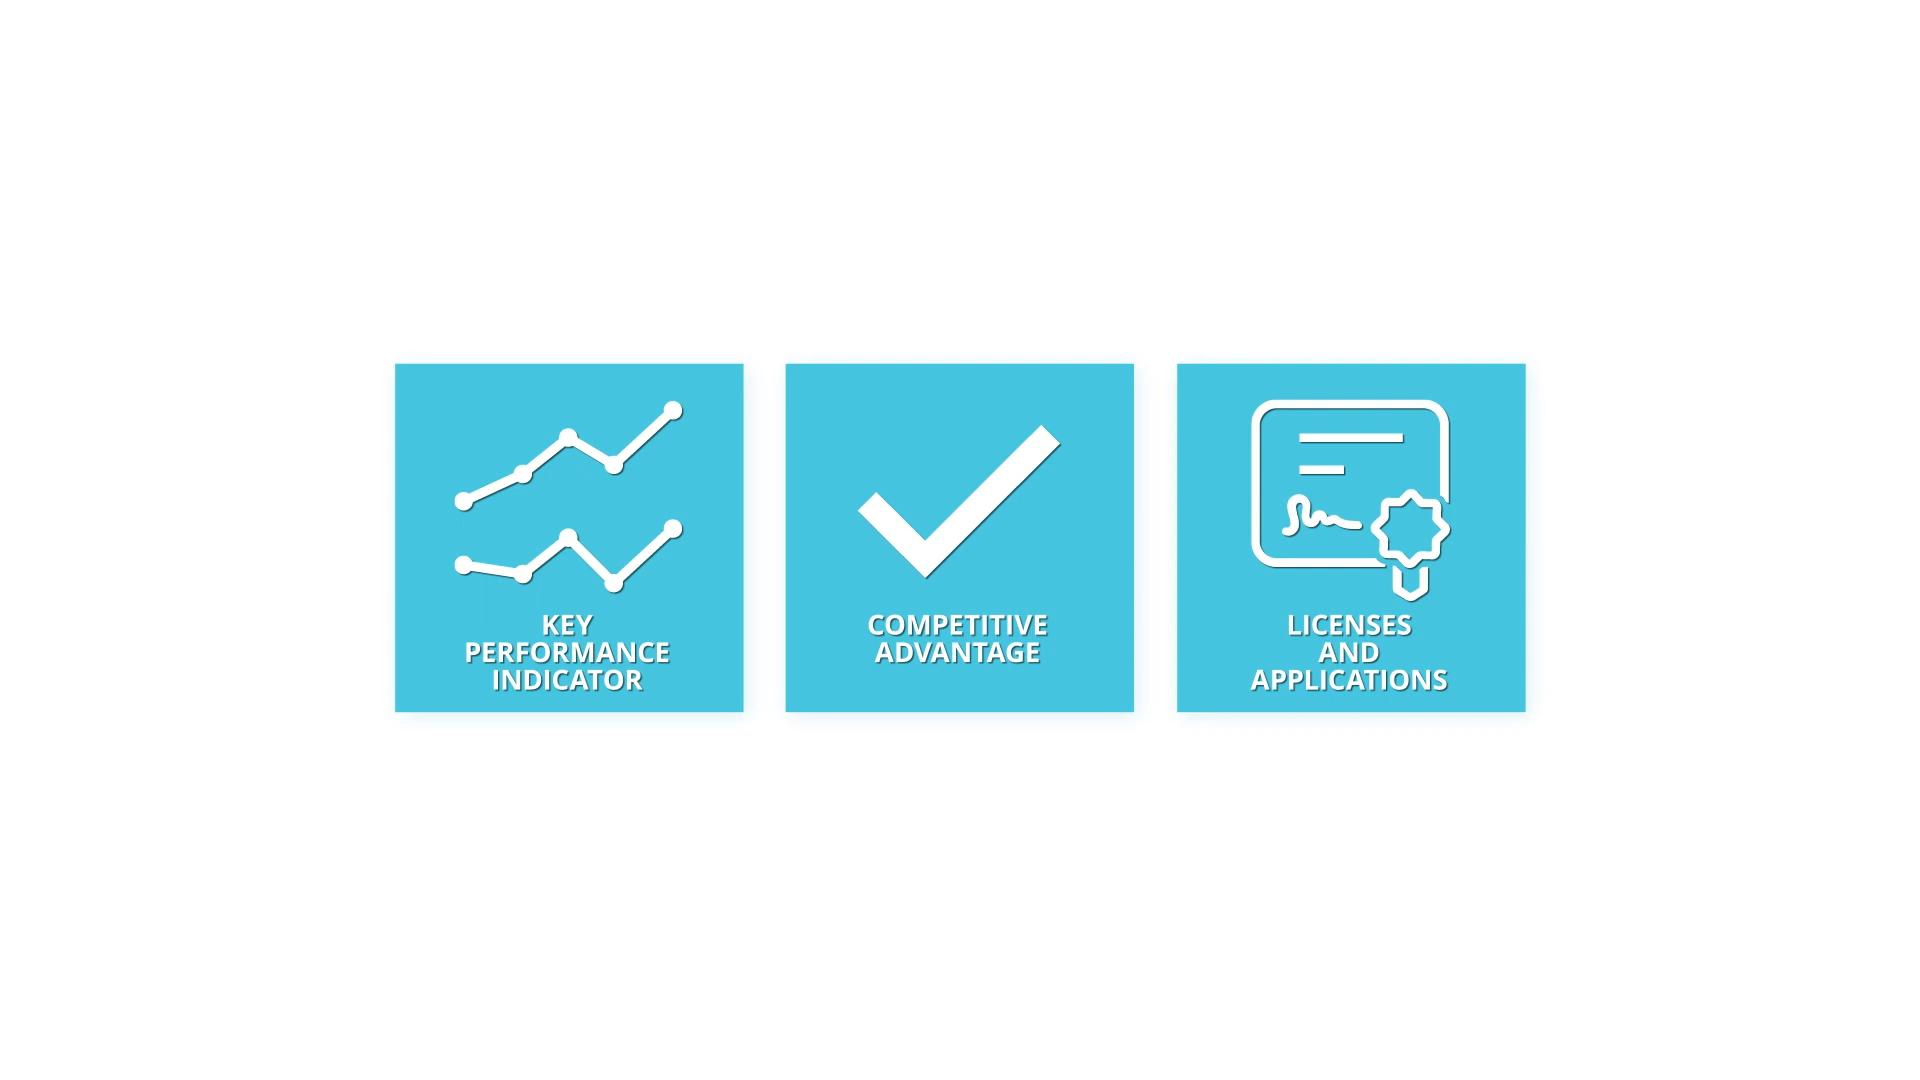 KEY
PERFORMANCE
INDICATOR
COMPETITIVE
ADVANTAGE
LICENSES
AND
APPLICATIONS